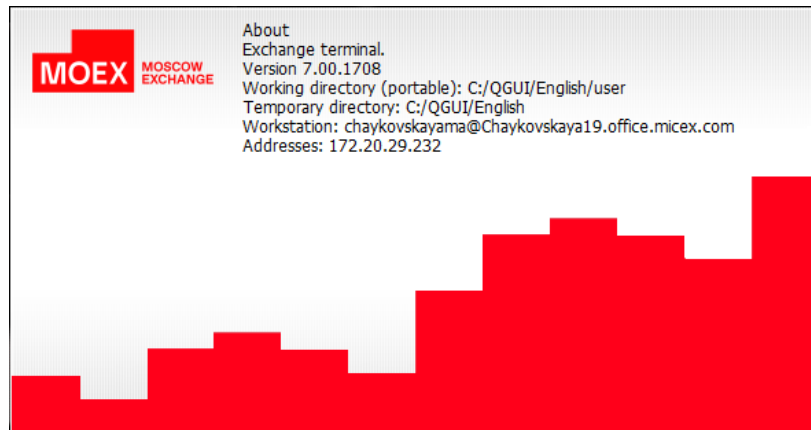 MOEX
MOSCOW
EXCHANGE
About
Exchange terminal.
Version 7.00.1708
Working directory (portable): C:/QGUI/English/user
Temporary directory: C:/QGUI/English
Workstation: chaykovskayama@Chaykovskaya19.office.micex.com
Addresses: 172.20.29.232